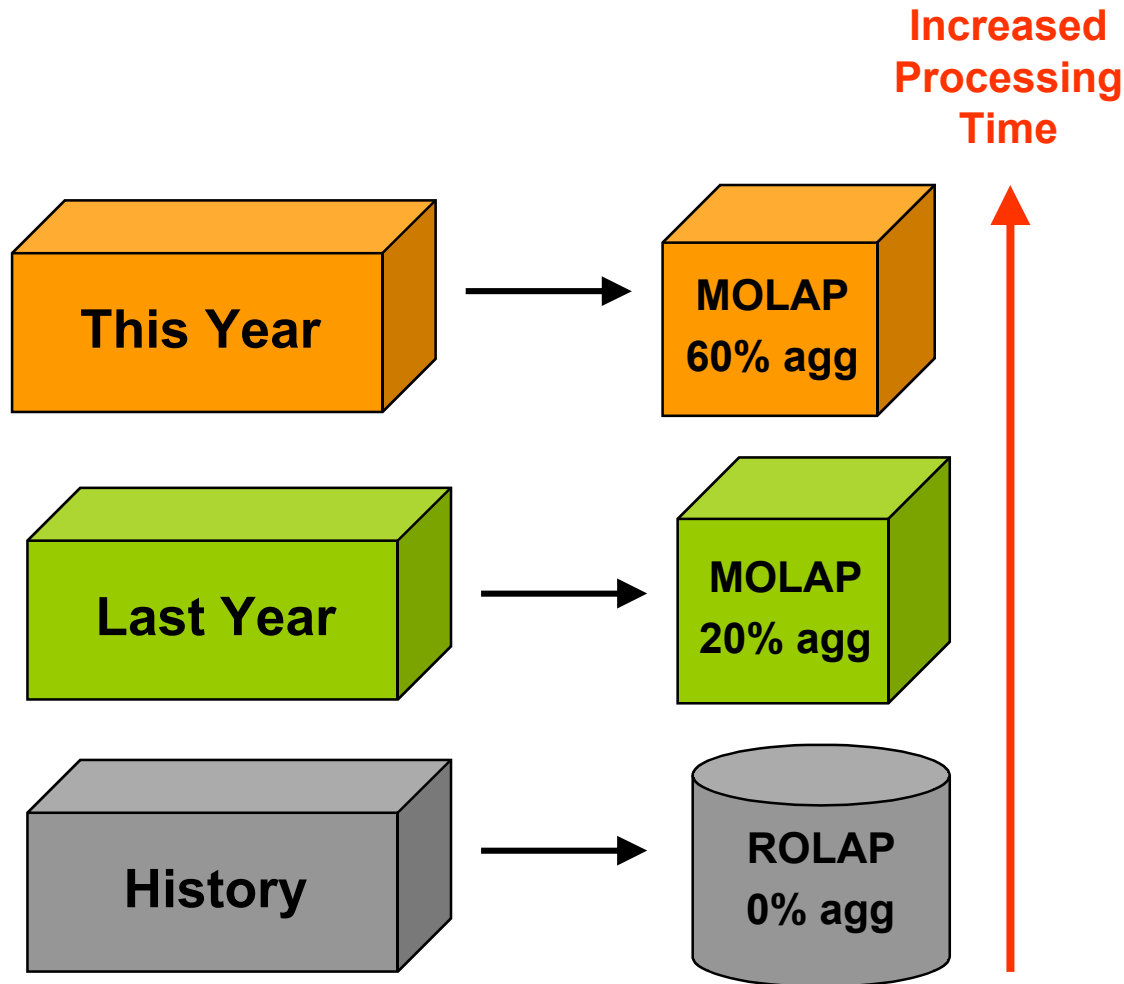 Increased
Processing
Time
This Year
MOLAP
60% agg
Last Year
MOLAP
20% agg
History
ROLAP
0% agg